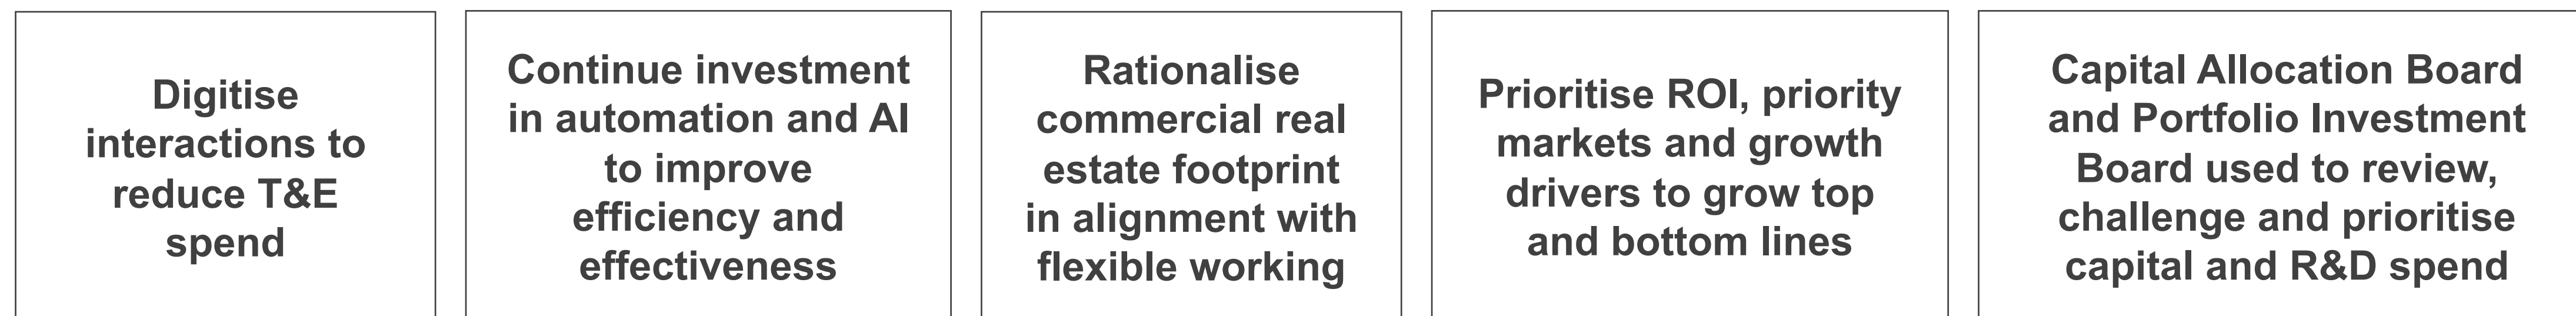 Digitise
interactions to
reduce T&E
spend
Continue investment
in automation and AI
to improve
efficiency and
effectiveness
Rationalise
commercial real
estate footprint
in alignment with
flexible working
Prioritise ROI, priority
markets and growth
drivers to grow top
and bottom lines
Capital Allocation Board
and Portfolio Investment
Board used to review,
challenge and prioritise
capital and R&D spend